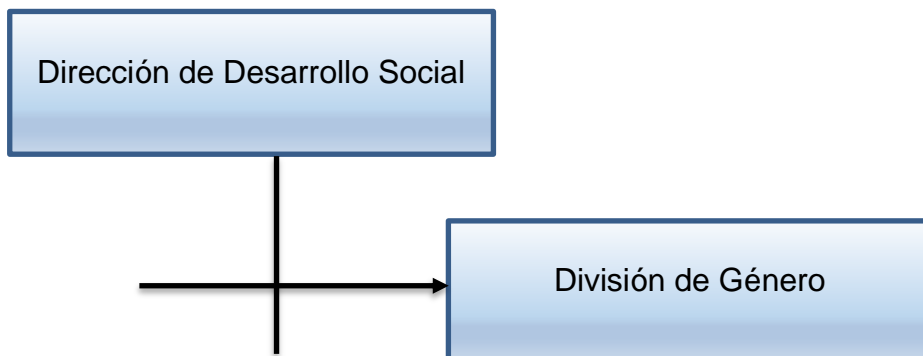 Dirección de Desarrollo Social
División de Género